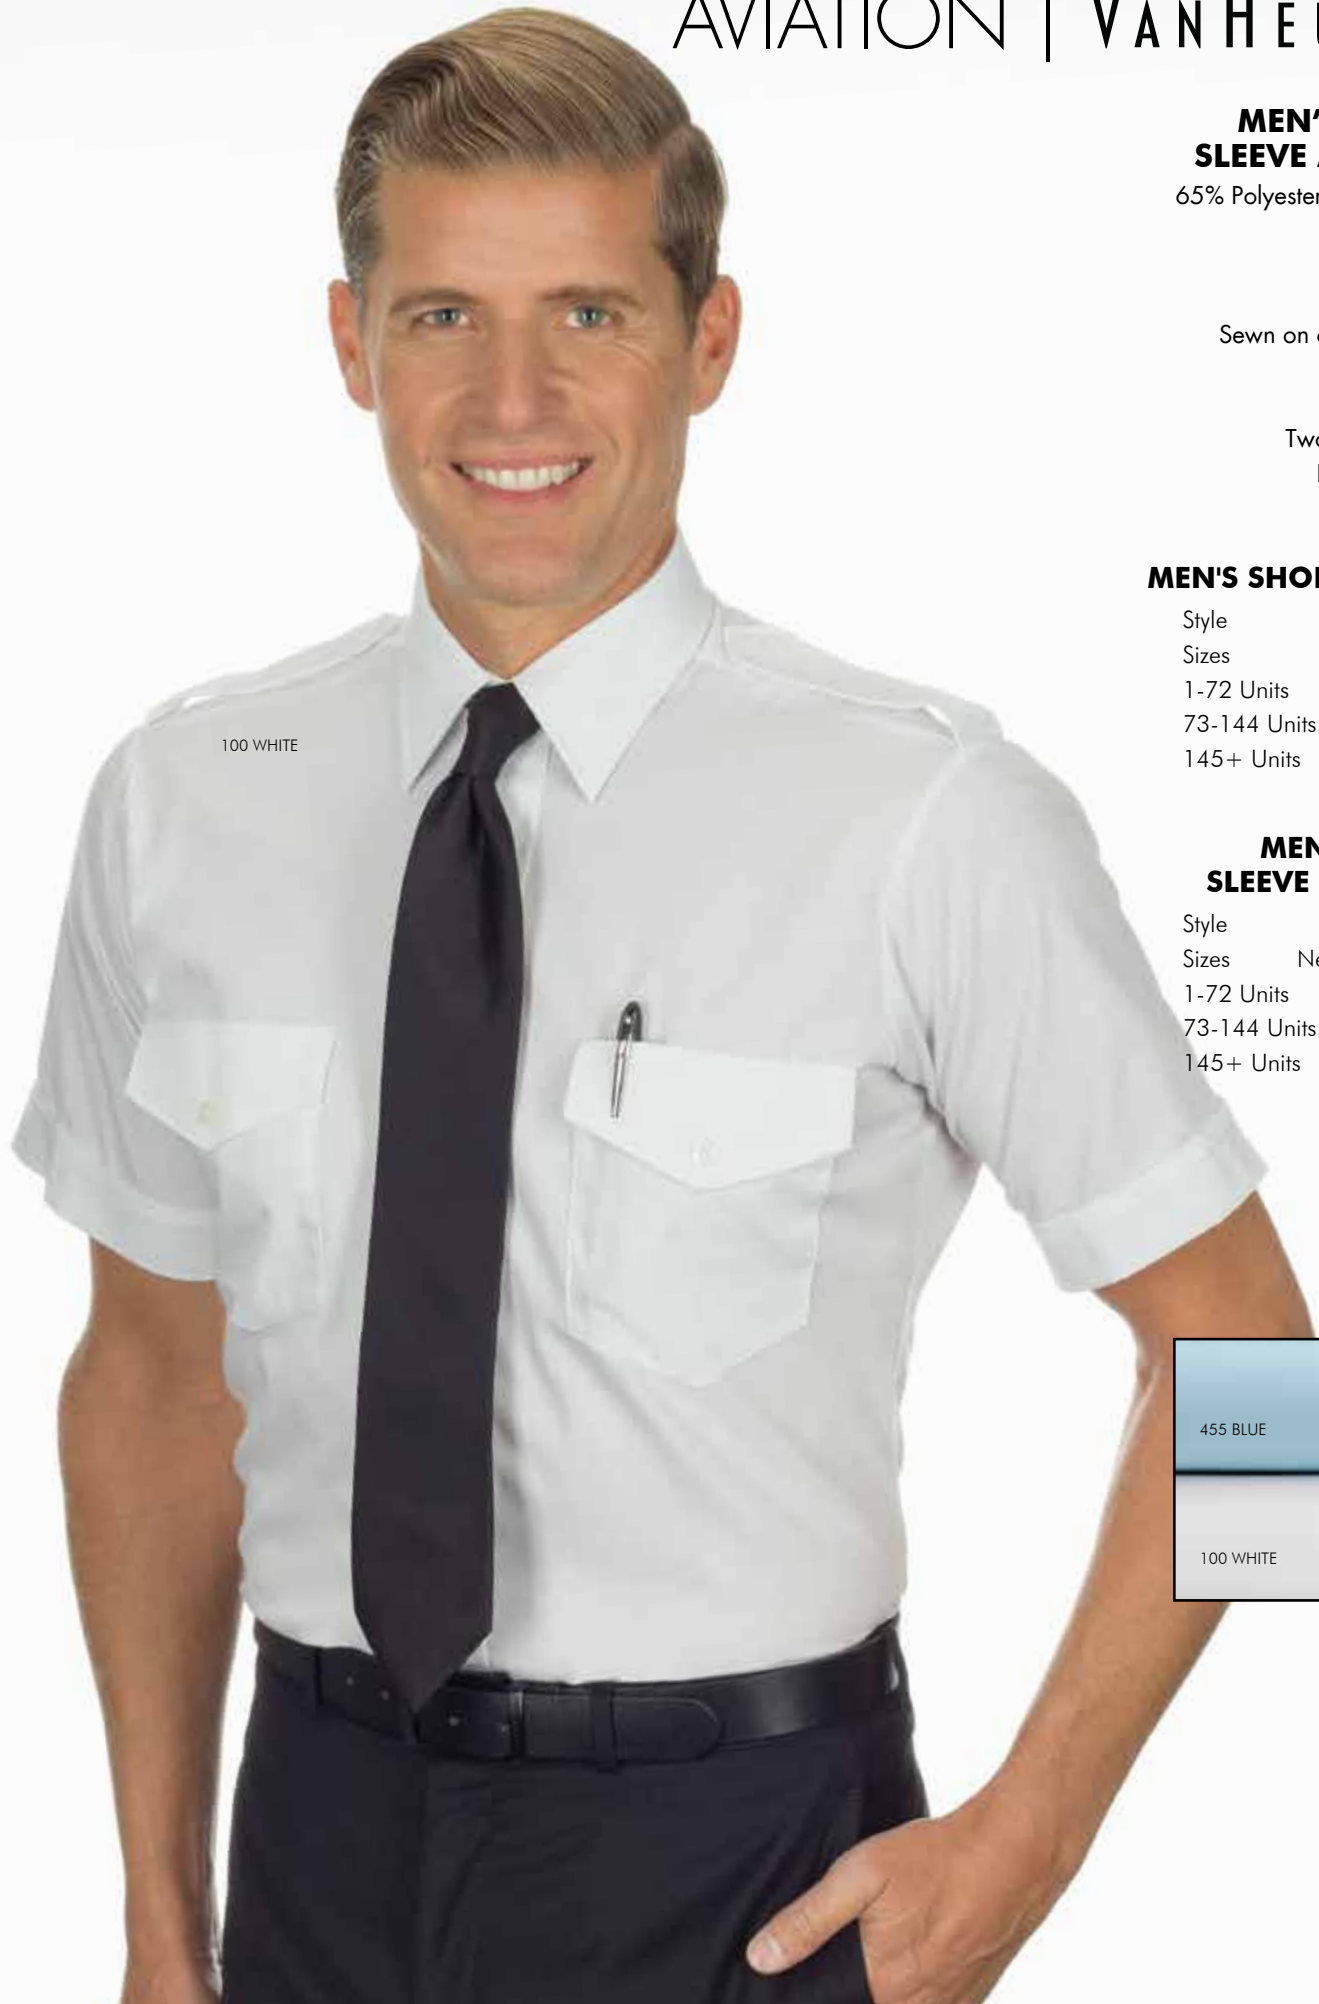 AVIATION | VANHE
MEN'
SLEEVE
65% Polyester
Sewn on
Two
MEN'S SHO
Style
Sizes
1-72 Units
73-144 Units
145+ Units
100 WHITE
MEN
SLEEVE
Style
Sizes Ne
1-72 Units
73-144 Units
145+ Units
455 BLUE
100 WHITE